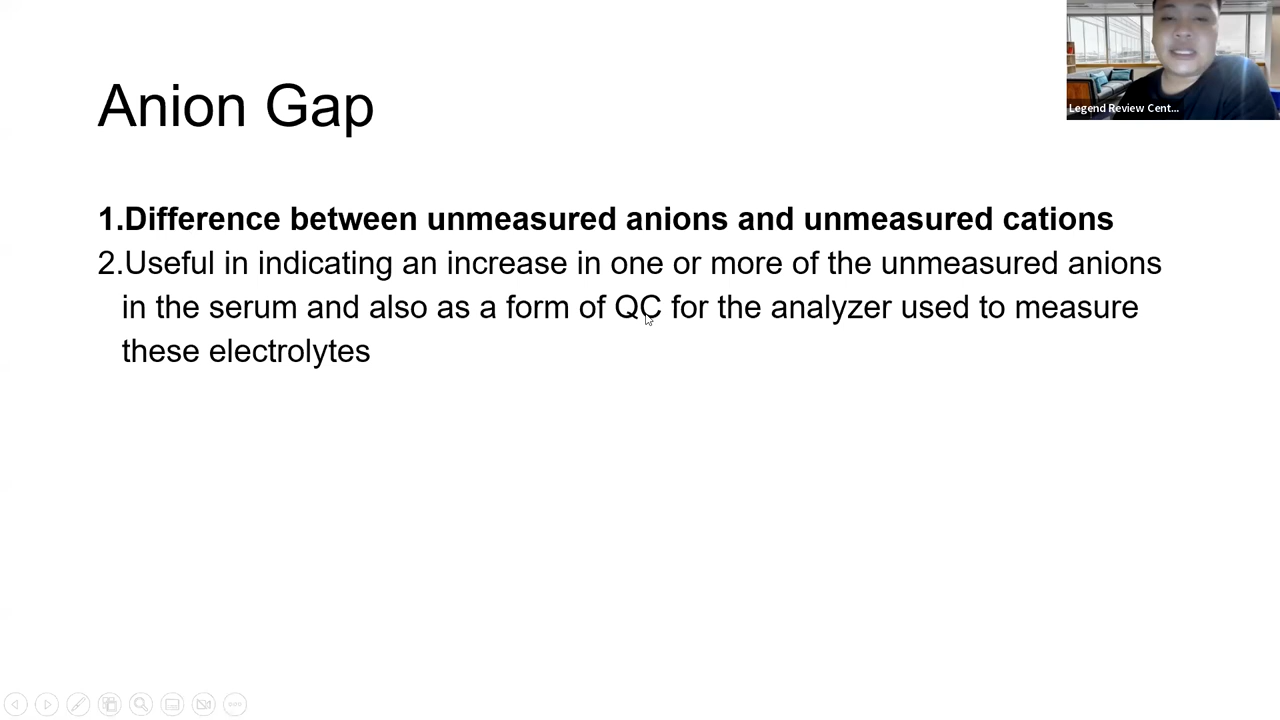 Anion Gap
Legend Review Cent...
1.Difference between unmeasured anions and unmeasured cations
2.Useful in indicating an increase in one or more of the unmeasured anions
in the serum and also as a form of QC for the analyzer used to measure
these electrolytes